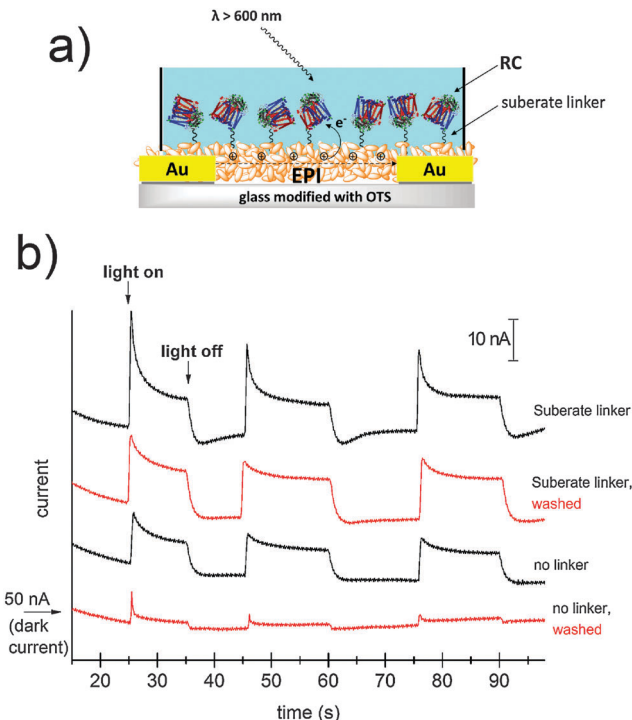 a)
λ > 600 nm
RC
suberate linker
e-
Au
EPI
Au
glass modified with OTS
b)
light on
light off
10 nA
Suberate linker
Suberate linker,
washed
no linker
no linker,
washed
current
50 nA
(dark
current)
20 30 40 50 60 70 80 90
time (s)